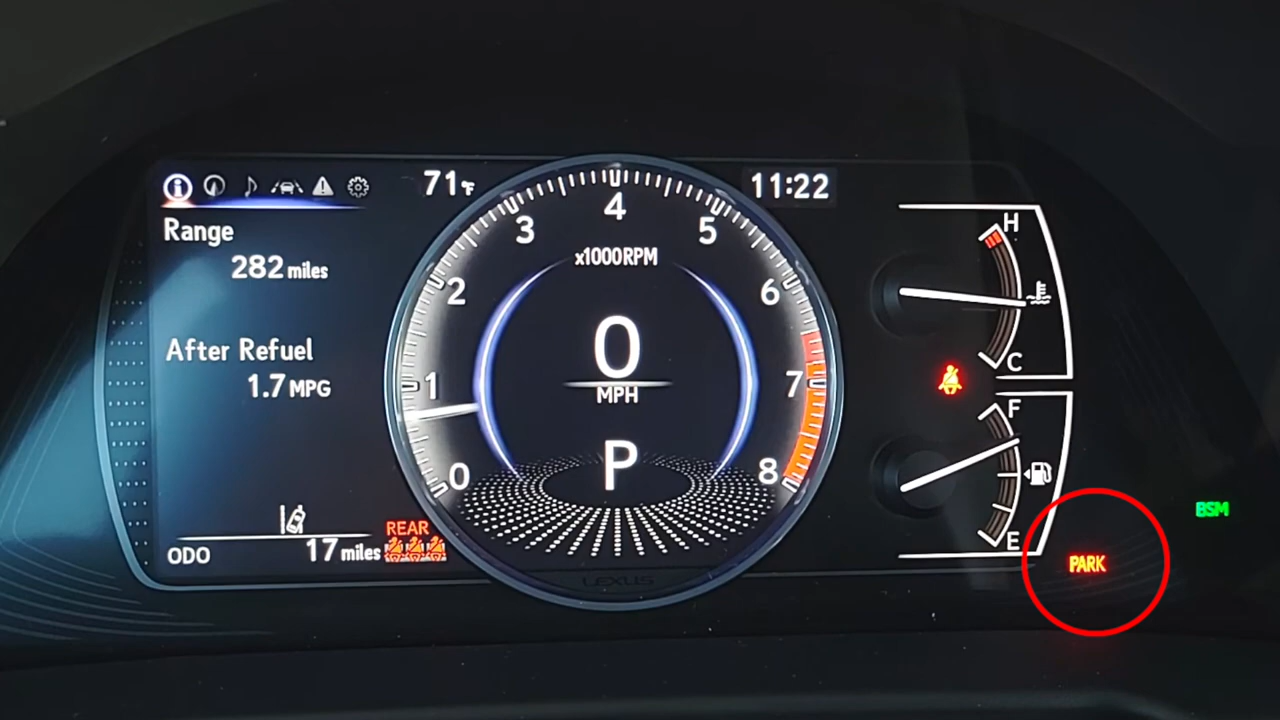 71°F
11:22
Range
282 miles
After Refuel
1.7 MPG
ODO
17 miles
REAR
0
1
2
3
4
5
6
7
8
x1000RPM
0
MPH
P
LEXUS
H
C
F
E
BSM
PARK